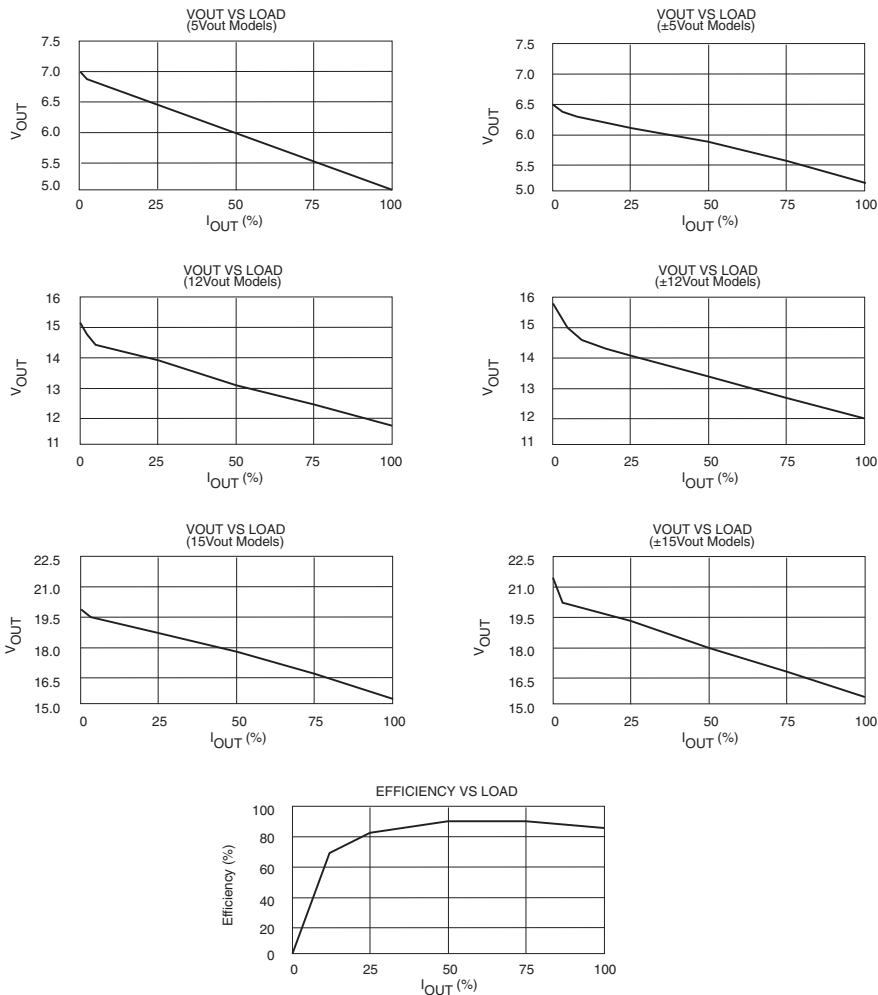 VOUT VS LOAD
(5Vout Models)
7.5
7.0
6.5
6.0
5.5
5.0
VOUT
0 25 50 75 100
IOUT (%)
VOUT VS LOAD
(±5Vout Models)
7.5
7.0
6.5
6.0
5.5
5.0
VOUT
0 25 50 75 100
IOUT (%)
VOUT VS LOAD
(12Vout Models)
16
15
14
13
12
11
VOUT
0 25 50 75 100
IOUT (%)
VOUT VS LOAD
(±12Vout Models)
16
15
14
13
12
11
VOUT
0 25 50 75 100
IOUT (%)
VOUT VS LOAD
(15Vout Models)
22.5
21.0
19.5
18.0
16.5
15.0
VOUT
0 25 50 75 100
IOUT (%)
VOUT VS LOAD
(±15Vout Models)
22.5
21.0
19.5
18.0
16.5
15.0
VOUT
0 25 50 75 100
IOUT (%)
EFFICIENCY VS LOAD
100
80
60
40
20
0
Efficiency (%)
0 25 50 75 100
IOUT (%)